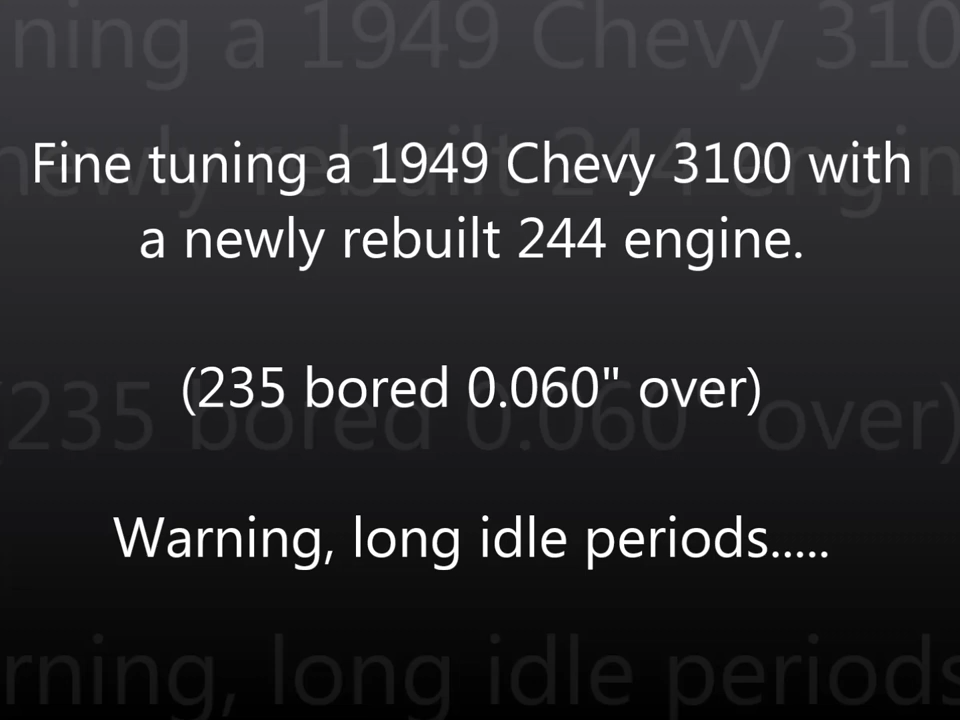 Fine tuning a 1949 Chevy 3100 with
a newly rebuilt 244 engine.
(235 bored 0.060" over)
Warning, long idle periods.....